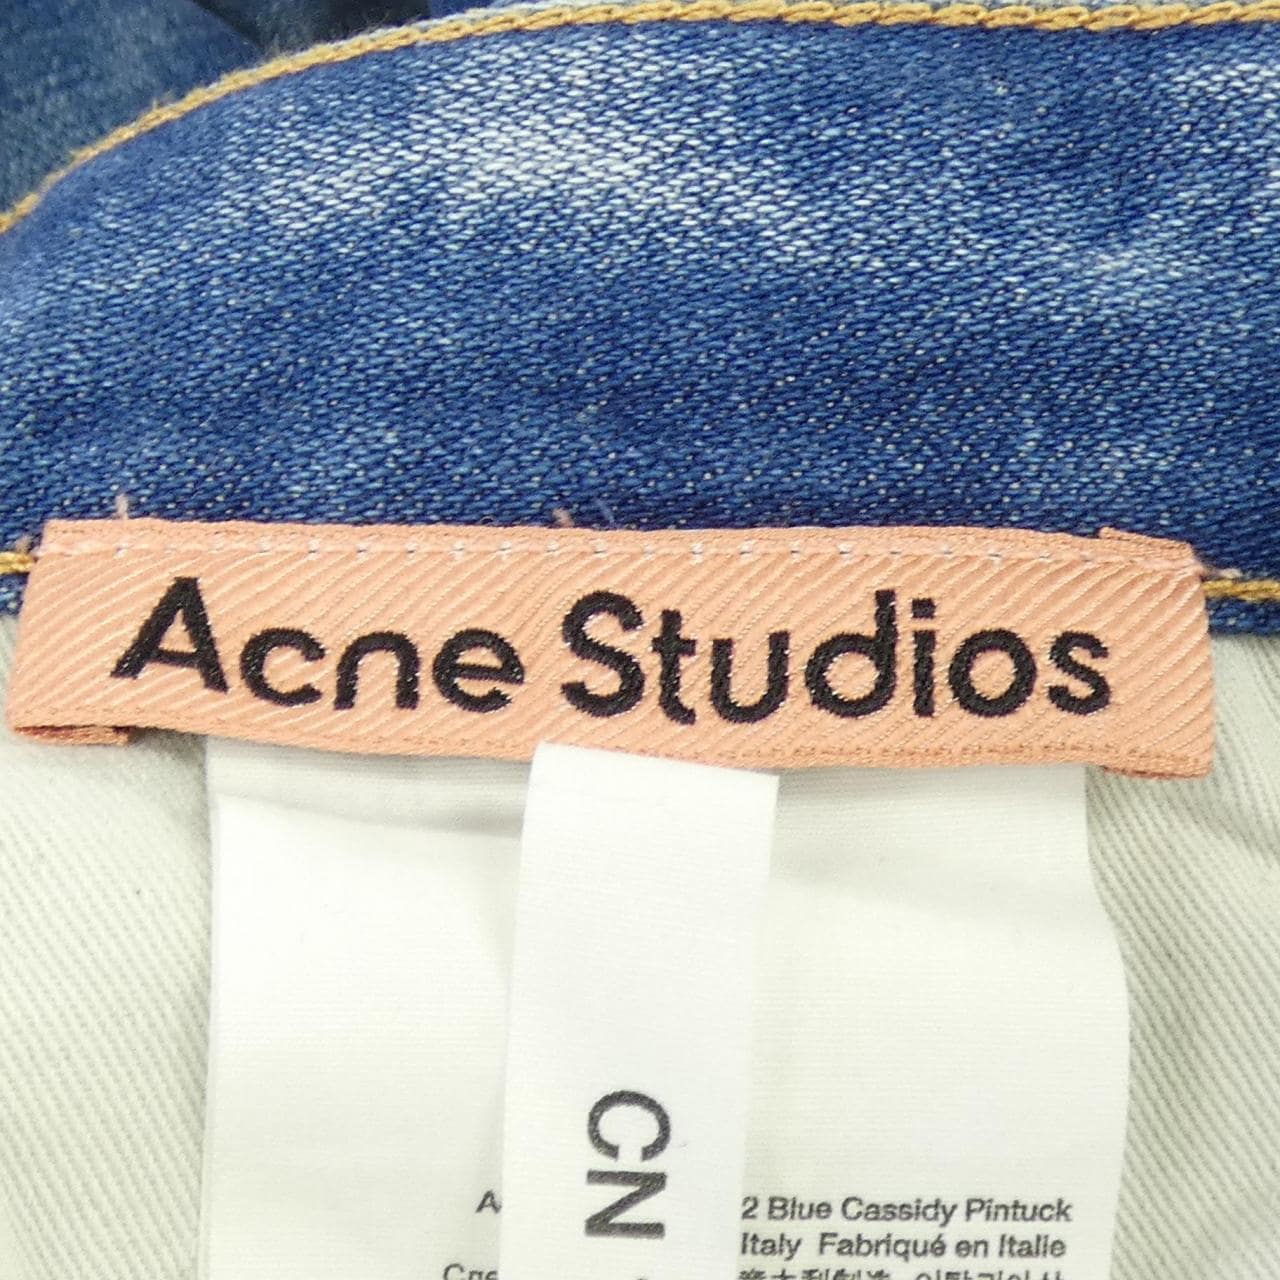 Acne Studios
CN
2 Blue Cassidy Pintuck
Italy Fabriqué en Italie